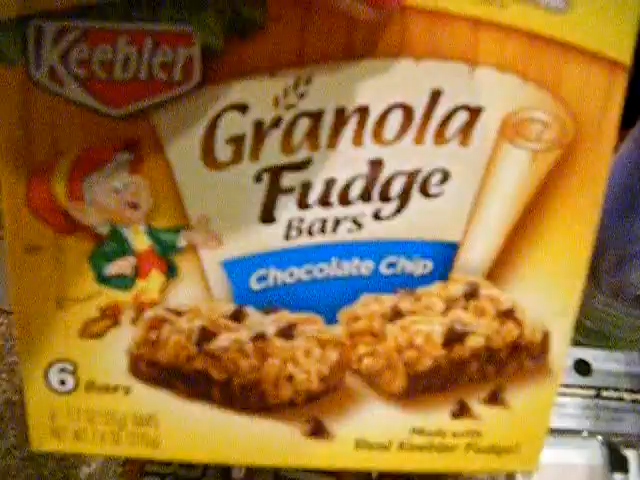 Keebler
Granola
Fudge
Bars
Chocolate Chip
6 Bars
Made with
Real Keebler Fudge!